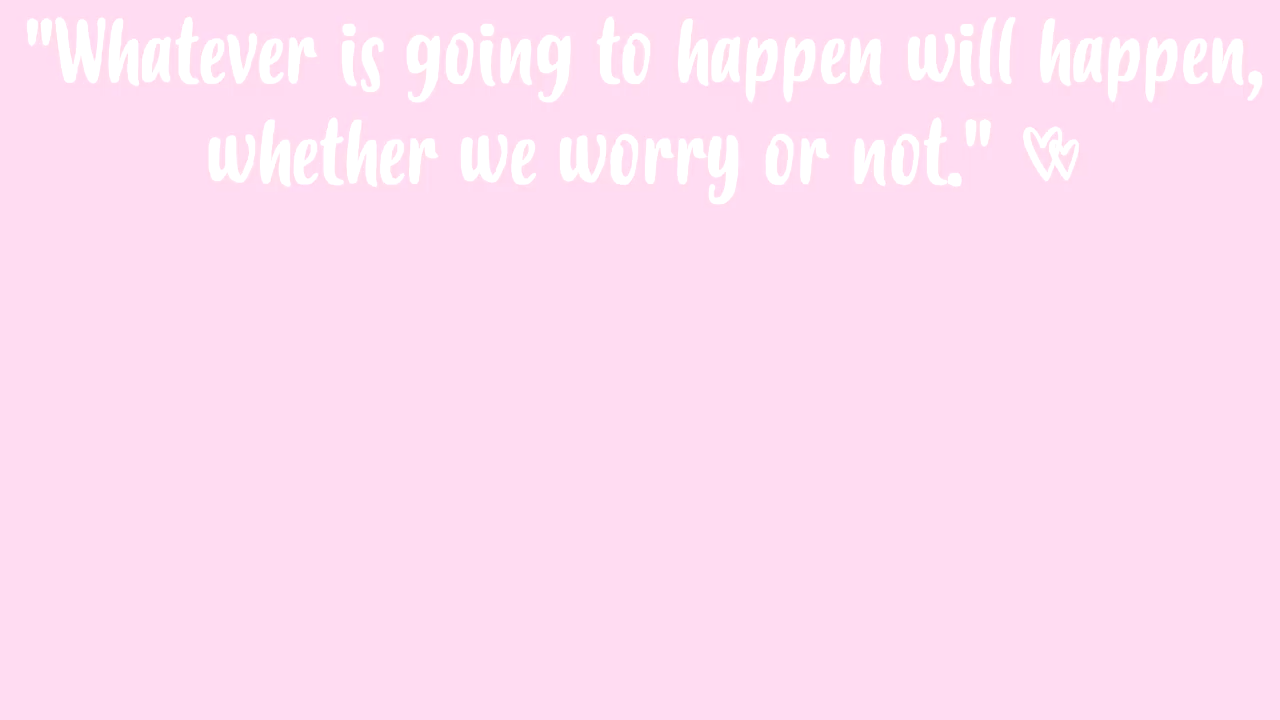 "Whatever is going to happen will happen,
whether we worry or not." 💕